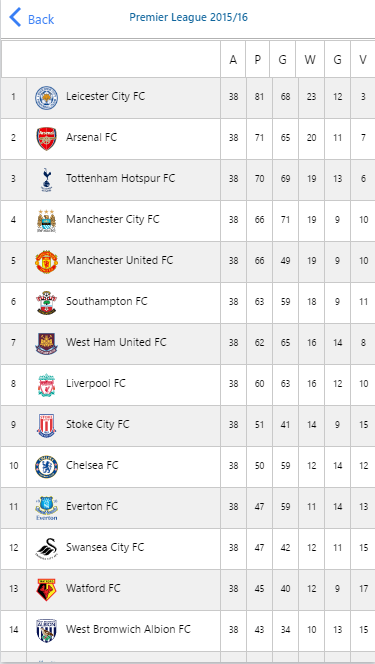 Back
Premier League 2015/16
A P G W G V
1 Leicester City FC 38 81 68 23 12 3
2 Arsenal FC 38 71 65 20 11 7
3 Tottenham Hotspur FC 38 70 69 19 13 6
4 Manchester City FC 38 66 71 19 9 10
5 Manchester United FC 38 66 49 19 9 10
6 Southampton FC 38 63 59 18 9 11
7 West Ham United FC 38 62 65 16 14 8
8 Liverpool FC 38 60 63 16 12 10
9 Stoke City FC 38 51 41 14 9 15
10 Chelsea FC 38 50 59 12 14 12
11 Everton FC 38 47 59 11 14 13
12 Swansea City FC 38 47 42 12 11 15
13 Watford FC 38 45 40 12 9 17
14 West Bromwich Albion FC 38 43 34 10 13 15